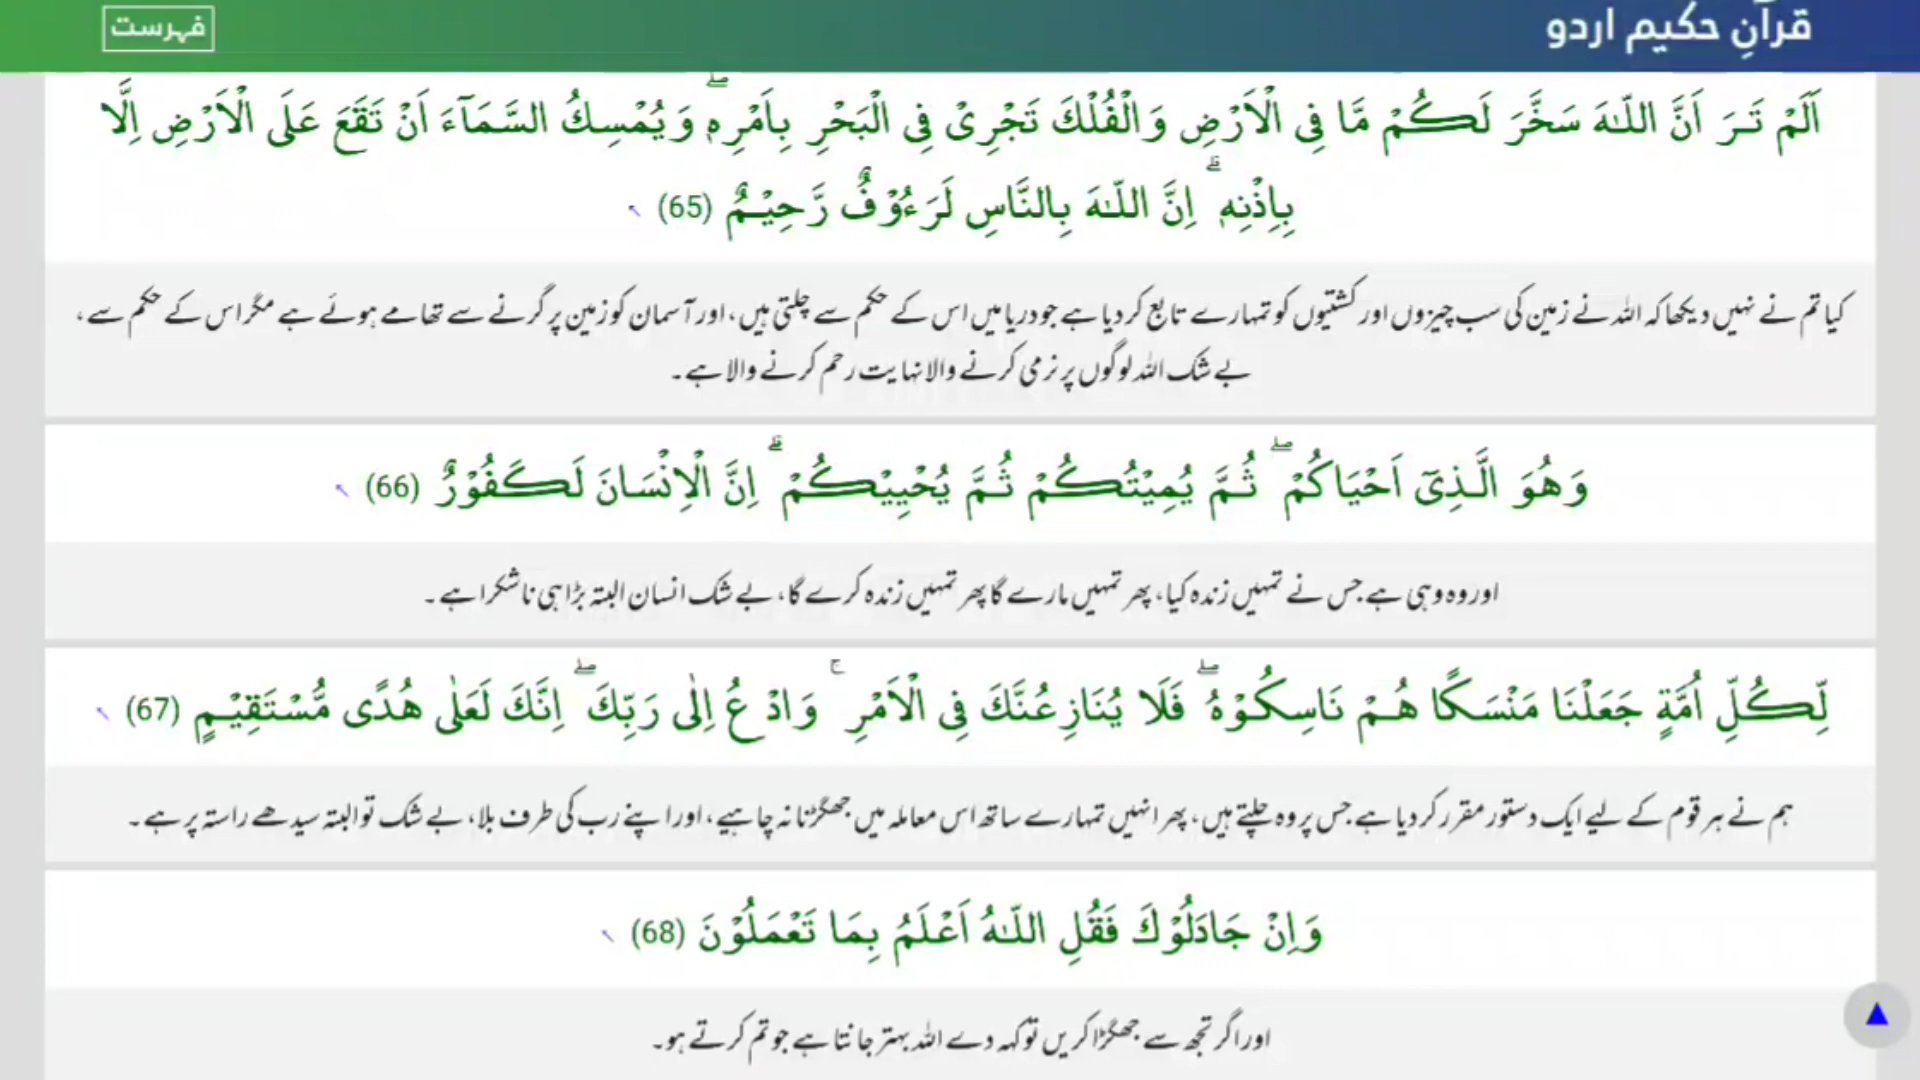 قرآنِ حکیم اردو
فہرست
اَلَمْ تَـرَ اَنَّ اللّـٰهَ سَخَّرَ لَكُمْ مَّا فِى الْاَرْضِ وَالْفُلْكَ تَجْرِىْ فِى الْبَحْرِ بِاَمْرِهٖ ۖ وَيُمْسِكُ السَّمَآءَ اَنْ تَقَعَ عَلَى الْاَرْضِ اِلَّا
بِاِذْنِهٖ ۗ اِنَّ اللّـٰهَ بِالنَّاسِ لَرَءُوْفٌ رَّحِيْـمٌ (65)
کیا تم نے نہیں دیکھا کہ اللہ نے زمین کی سب چیزوں اور کشتیوں کو تمہارے تابع کر دیا ہے جو دریا میں اس کے حکم سے چلتی ہیں، اور آسمان کو زمین پر گرنے سے تھامے ہوئے ہے مگر اس کے حکم سے،
بے شک اللہ لوگوں پر نرمی کرنے والا نہایت رحم کرنے والا ہے۔
وَهُوَ الَّـذِىٓ اَحْيَاكُمْ ۖ ثُـمَّ يُمِيْتُكُمْ ثُـمَّ يُحْيِيْكُمْ ۗ اِنَّ الْاِنْسَانَ لَكَفُوْرٌ (66)
اور وہ وہی ہے جس نے تمہیں زندہ کیا، پھر تمہیں مارے گا پھر تمہیں زندہ کرے گا، بے شک انسان البتہ بڑا ہی ناشکرا ہے۔
لِّكُلِّ اُمَّةٍ جَعَلْنَا مَنْسَكًا هُـمْ نَاسِكُـوْهُ ۖ فَلَا يُنَازِعُنَّكَ فِى الْاَمْرِ ۚ وَادْعُ اِلٰى رَبِّكَ ۖ اِنَّكَ لَعَلٰى هُدًى مُّسْتَقِيْـمٍ (67)
ہم نے ہر قوم کے لیے ایک دستور مقرر کر دیا ہے جس پر وہ چلتے ہیں، پھر انہیں تمہارے ساتھ اس معاملہ میں جھگڑنا نہ چاہیے، اور اپنے رب کی طرف بلا، بے شک تو البتہ سیدھے راستہ پر ہے۔
وَاِنْ جَادَلُوْكَ فَقُلِ اللّـٰهُ اَعْلَمُ بِمَا تَعْمَلُوْنَ (68)
اور اگر تجھ سے جھگڑا کریں تو کہہ دے اللہ بہتر جانتا ہے جو تم کرتے ہو۔